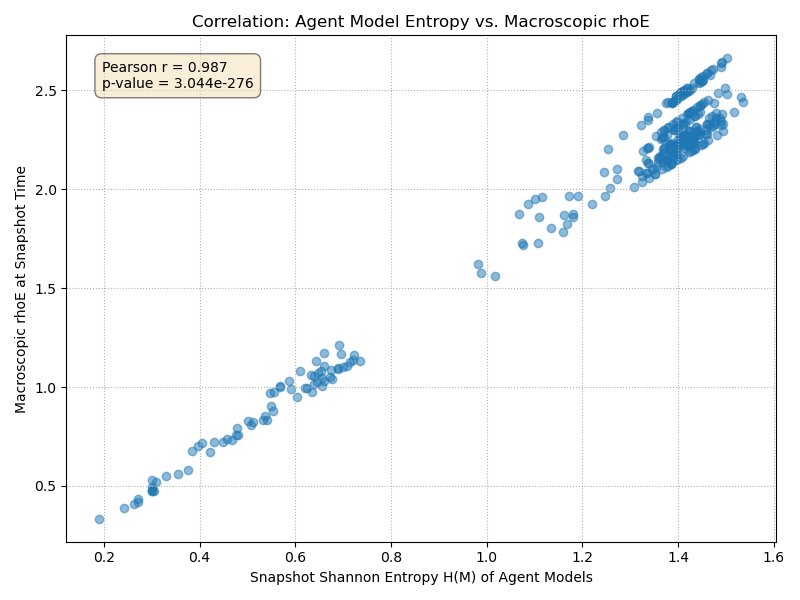 Correlation: Agent Model Entropy vs. Macroscopic rhoE
Pearson r = 0.987
p-value = 3.044e-276
Macroscopic rhoE at Snapshot Time
2.5
2.0
1.5
1.0
0.5
0.2 0.4 0.6 0.8 1.0 1.2 1.4 1.6
Snapshot Shannon Entropy H(M) of Agent Models